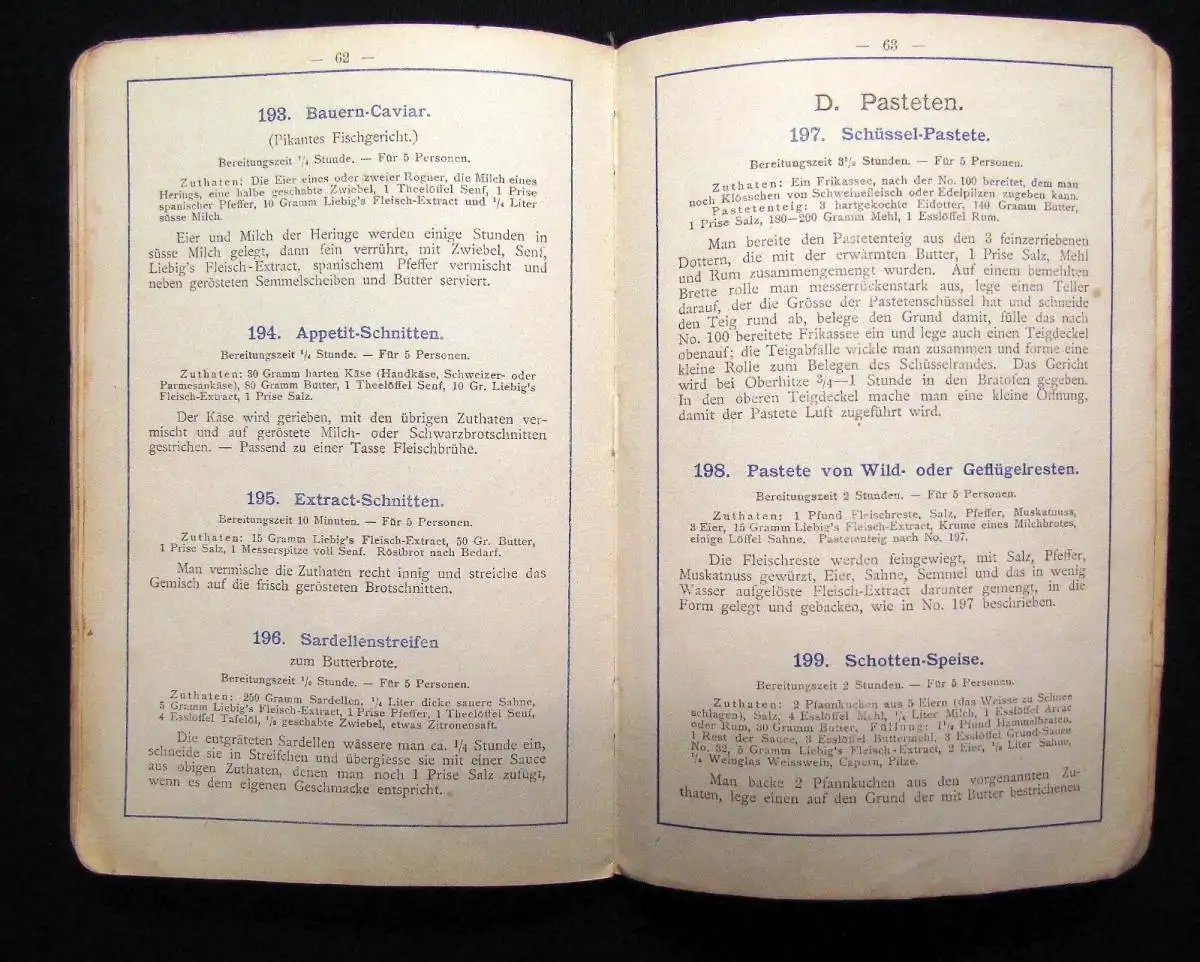 — 62 —
193. Bauern-Caviar.
(Pikantes Fischgericht.)
Bereitungszeit ¼ Stunde. — Für 5 Personen.
Zuthaten: Die Eier eines oder zweier Rogner, die Milch eines
Herings, eine halbe geschabte Zwiebel, 1 Theelöffel Senf, 1 Prise
spanischer Pfeffer, 10 Gramm Liebig's Fleisch-Extract und ¼ Liter
süsse Milch.
Eier und Milch der Heringe werden einige Stunden in
süsse Milch gelegt, dann fein verrührt, mit Zwiebel, Senf,
Liebig's Fleisch-Extract, spanischem Pfeffer vermischt und
neben gerösteten Semmelscheiben und Butter serviert.
194. Appetit-Schnitten.
Bereitungszeit ¼ Stunde. — Für 5 Personen.
Zuthaten: 30 Gramm harten Käse (Handkäse, Schweizer- oder
Parmesankäse), 80 Gramm Butter, 1 Theelöffel Senf, 10 Gr. Liebig's
Fleisch-Extract, 1 Prise Salz.
Der Käse wird gerieben, mit den übrigen Zuthaten ver-
mischt und auf geröstete Milch- oder Schwarzbrotschnitten
gestrichen. — Passend zu einer Tasse Fleischbrühe.
195. Extract-Schnitten.
Bereitungszeit 10 Minuten. — Für 5 Personen.
Zuthaten: 15 Gramm Liebig's Fleisch-Extract, 50 Gr. Butter,
1 Prise Salz, 1 Messerspitze voll Senf. Röstbrot nach Bedarf.
Man vermische die Zuthaten recht innig und streiche das
Gemisch auf die frisch gerösteten Brotschnitten.
196. Sardellenstreifen
zum Butterbrote.
Bereitungszeit ½ Stunde. — Für 5 Personen.
Zuthaten: 250 Gramm Sardellen, ¼ Liter dicke sauere Sahne,
5 Gramm Liebig's Fleisch-Extract, 1 Prise Pfeffer, 1 Theelöffel Senf,
4 Esslöffel Tafelöl, ½ geschabte Zwiebel, etwas Zitronensaft.
Die entgräteten Sardellen wässere man ca. ¼ Stunde ein,
schneide sie in Streifchen und übergiesse sie mit einer Sauce
aus obigen Zuthaten, denen man noch 1 Prise Salz zufügt,
wenn es dem eigenen Geschmacke entspricht.
— 63 —
D. Pasteten.
197. Schüssel-Pastete.
Bereitungszeit 3½ Stunden. — Für 5 Personen.
Zuthaten: Ein Frikassee, nach der No. 100 bereitet, dem man
noch Klösschen von Schweinefleisch oder Edelpilzen zugeben kann.
Pastetenteig: 3 hartgekochte Eidotter, 140 Gramm Butter,
1 Prise Salz, 180—200 Gramm Mehl, 1 Esslöffel Rum.
Man bereite den Pastetenteig aus den 3 feinzerriebenen
Dottern, die mit der erwärmten Butter, 1 Prise Salz, Mehl
und Rum zusammengemengt wurden. Auf einem bemehlten
Brette rolle man messerrückenstark aus, lege einen Teller
darauf, der die Grösse der Pastetenschüssel hat und schneide
den Teig rund ab, belege den Grund damit, fülle das nach
No. 100 bereitete Frikassee ein und lege auch einen Teigdeckel
obenauf; die Teigabfälle wickle man zusammen und forme eine
kleine Rolle zum Belegen des Schüsselrandes. Das Gericht
wird bei Oberhitze ¾—1 Stunde in den Bratofen gegeben.
In den oberen Teigdeckel mache man eine kleine Öffnung,
damit der Pastete Luft zugeführt wird.
198. Pastete von Wild- oder Geflügelresten.
Bereitungszeit 2 Stunden. — Für 5 Personen.
Zuthaten: 1 Pfund Fleischreste, Salz, Pfeffer, Muskatnuss,
3 Eier, 15 Gramm Liebig's Fleisch-Extract, Krume eines Milchbrotes,
einige Löffel Sahne. Pastetenteig nach No. 197.
Die Fleischreste werden feingewiegt, mit Salz, Pfeffer,
Muskatnuss gewürzt, Eier, Sahne, Semmel und das in wenig
Wasser aufgelöste Fleisch-Extract darunter gemengt, in die
Form gelegt und gebacken, wie in No. 197 beschrieben.
199. Schotten-Speise.
Bereitungszeit 2 Stunden. — Für 5 Personen.
Zuthaten: 2 Pfannkuchen aus 5 Eiern (das Weisse zu Schnee
schlagen), Salz, 4 Esslöffel Mehl, ¼ Liter Milch, 1 Esslöffel Arrac
oder Rum, 30 Gramm Butter. Füllung: 1¼ Pfund Hammelbraten,
1 Rest der Sauce, 3 Esslöffel Buttermehl, 3 Esslöffel Grund-Sauce
No. 32, 5 Gramm Liebig's Fleisch-Extract, 2 Eier, ⅛ Liter Sahne,
¼ Weinglas Weisswein, Capern, Pilze.
Man backe 2 Pfannkuchen aus den vorgenannten Zu-
thaten, lege einen auf den Grund der mit Butter bestrichenen